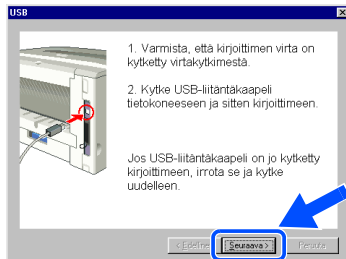 USB
1. Varmista, että kirjoittimen virta on
kytketty virtakytkimestä.
2. Kytke USB-liitäntäkaapeli
tietokoneeseen ja sitten kirjoittimeen.
Jos USB-liitäntäkaapeli on jo kytketty
kirjoittimeen, irrota se ja kytke
uudelleen.
< Edellinen Seuraava > Peruuta